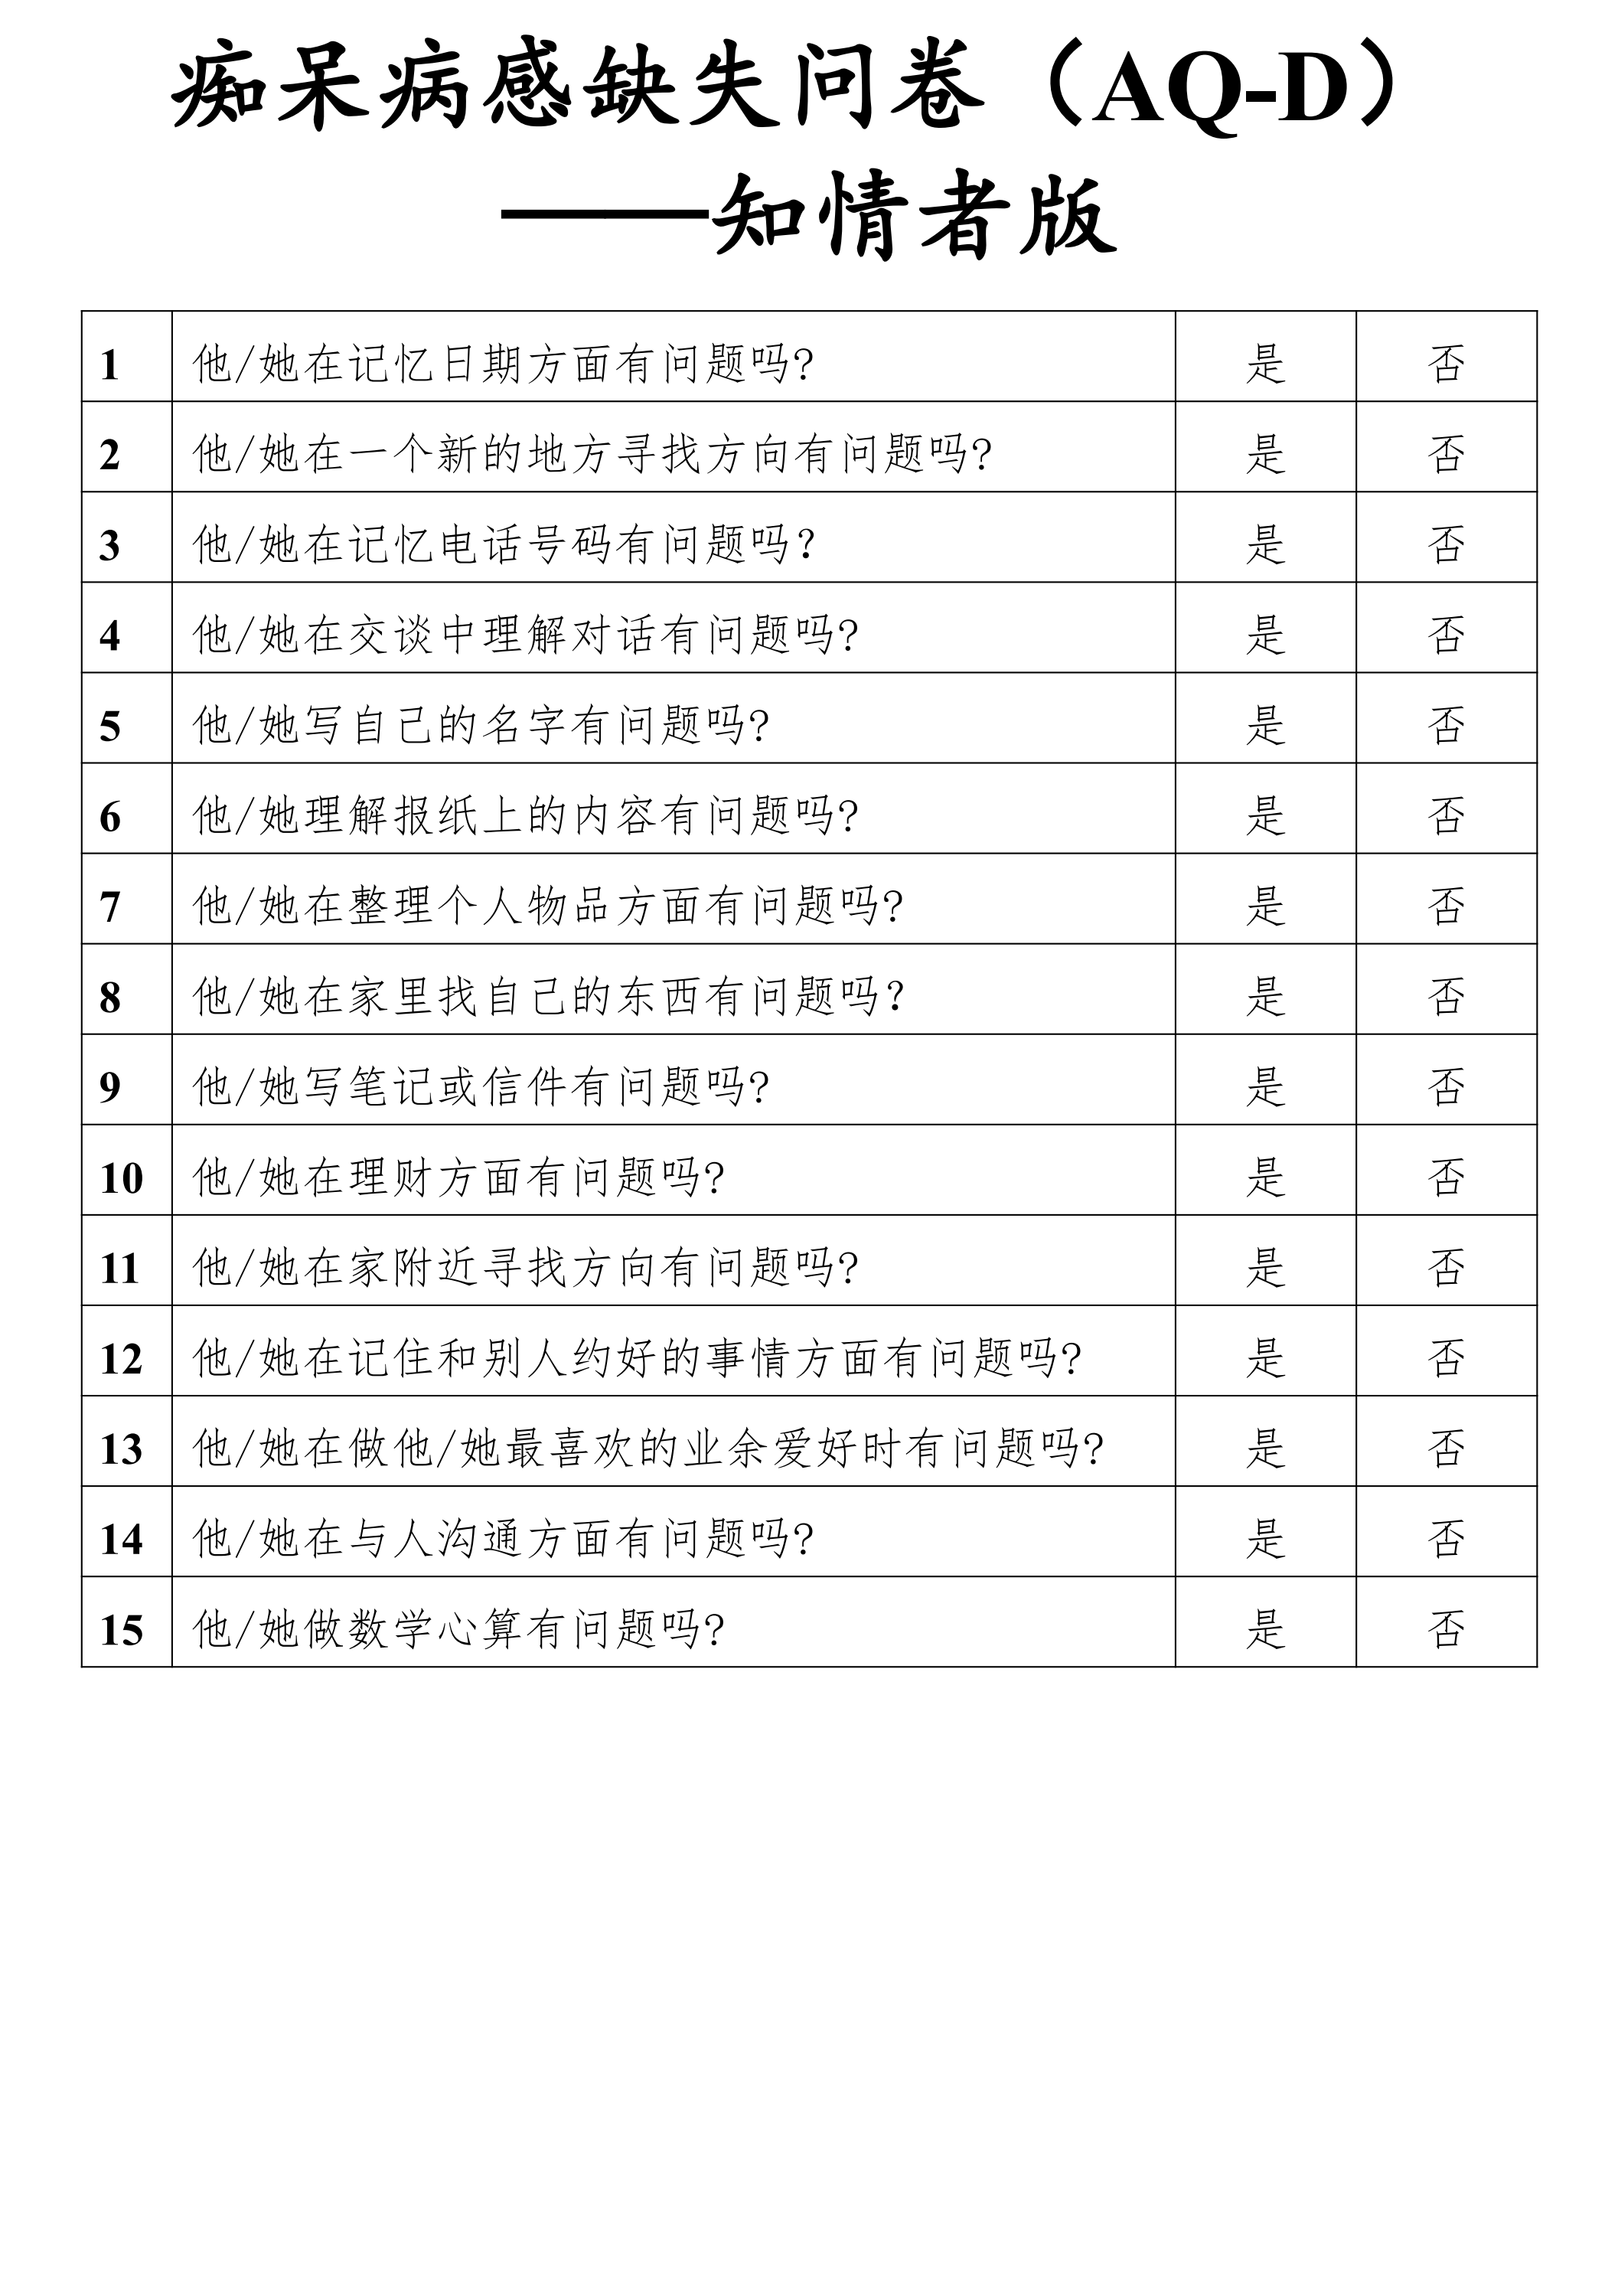 痴呆病感缺失问卷（AQ-D）
——知情者版
1 他/她在记忆日期方面有问题吗? 是 否
2 他/她在一个新的地方寻找方向有问题吗? 是 否
3 他/她在记忆电话号码有问题吗？ 是 否
4 他/她在交谈中理解对话有问题吗? 是 否
5 他/她写自己的名字有问题吗? 是 否
6 他/她理解报纸上的内容有问题吗? 是 否
7 他/她在整理个人物品方面有问题吗? 是 否
8 他/她在家里找自己的东西有问题吗？ 是 否
9 他/她写笔记或信件有问题吗? 是 否
10 他/她在理财方面有问题吗? 是 否
11 他/她在家附近寻找方向有问题吗? 是 否
12 他/她在记住和别人约好的事情方面有问题吗? 是 否
13 他/她在做他/她最喜欢的业余爱好时有问题吗? 是 否
14 他/她在与人沟通方面有问题吗? 是 否
15 他/她做数学心算有问题吗? 是 否